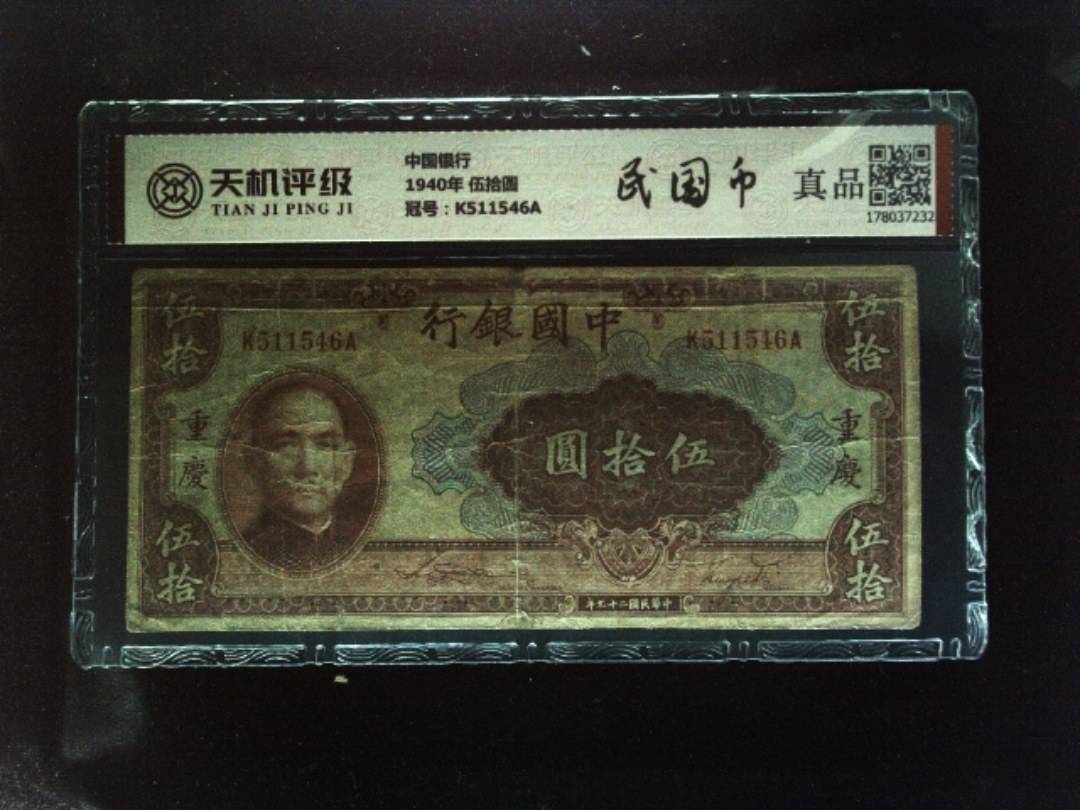 天机评级
TIAN JI PING JI
中国银行
1940年 伍拾圆
冠号：K511546A
民国币
真品
178037232
伍拾
伍拾
行銀國中
K511546A
K511546A
重慶
重慶
圓拾伍
伍拾
伍拾
年九十二國民華中